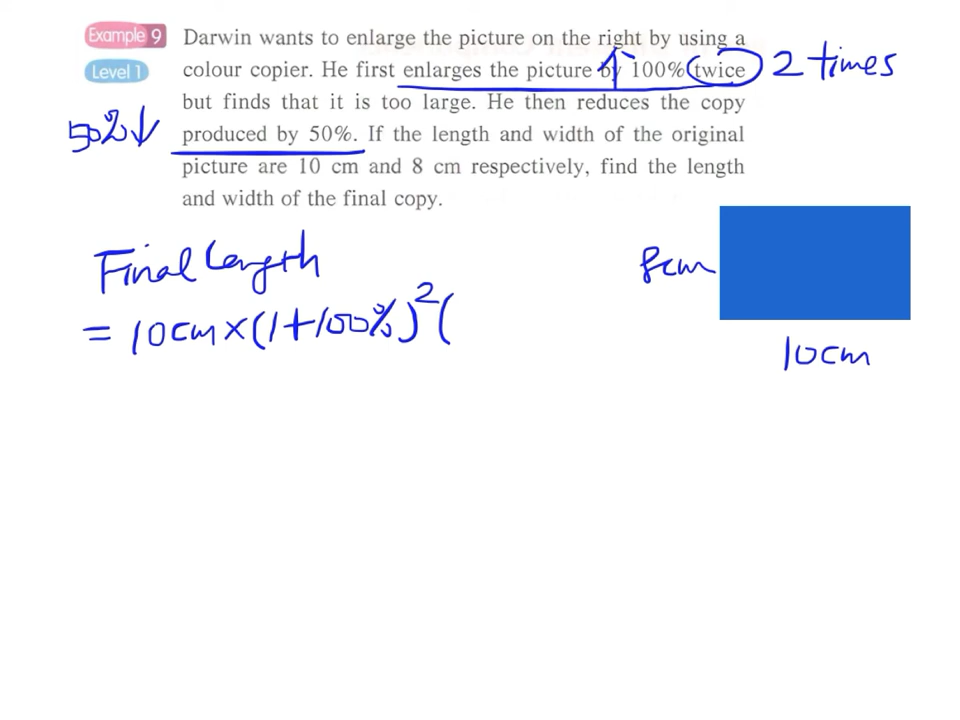 Example 9 Darwin wants to enlarge the picture on the right by using a
Level 1 colour copier. He first enlarges the picture by 100% twice 2 times
but finds that it is too large. He then reduces the copy
50%↓ produced by 50%. If the length and width of the original
picture are 10 cm and 8 cm respectively, find the length
and width of the final copy.
Final Length
8cm
= 10cm×(1+100%)²(
10cm